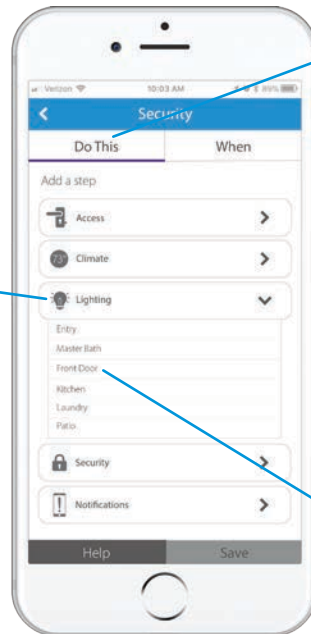 Verizon 10:03 AM 89%
Security
Do This When
Add a step
Access
73° Climate
Lighting
Entry
Master Bath
Front Door
Kitchen
Laundry
Patio
Security
Notifications
Help Save